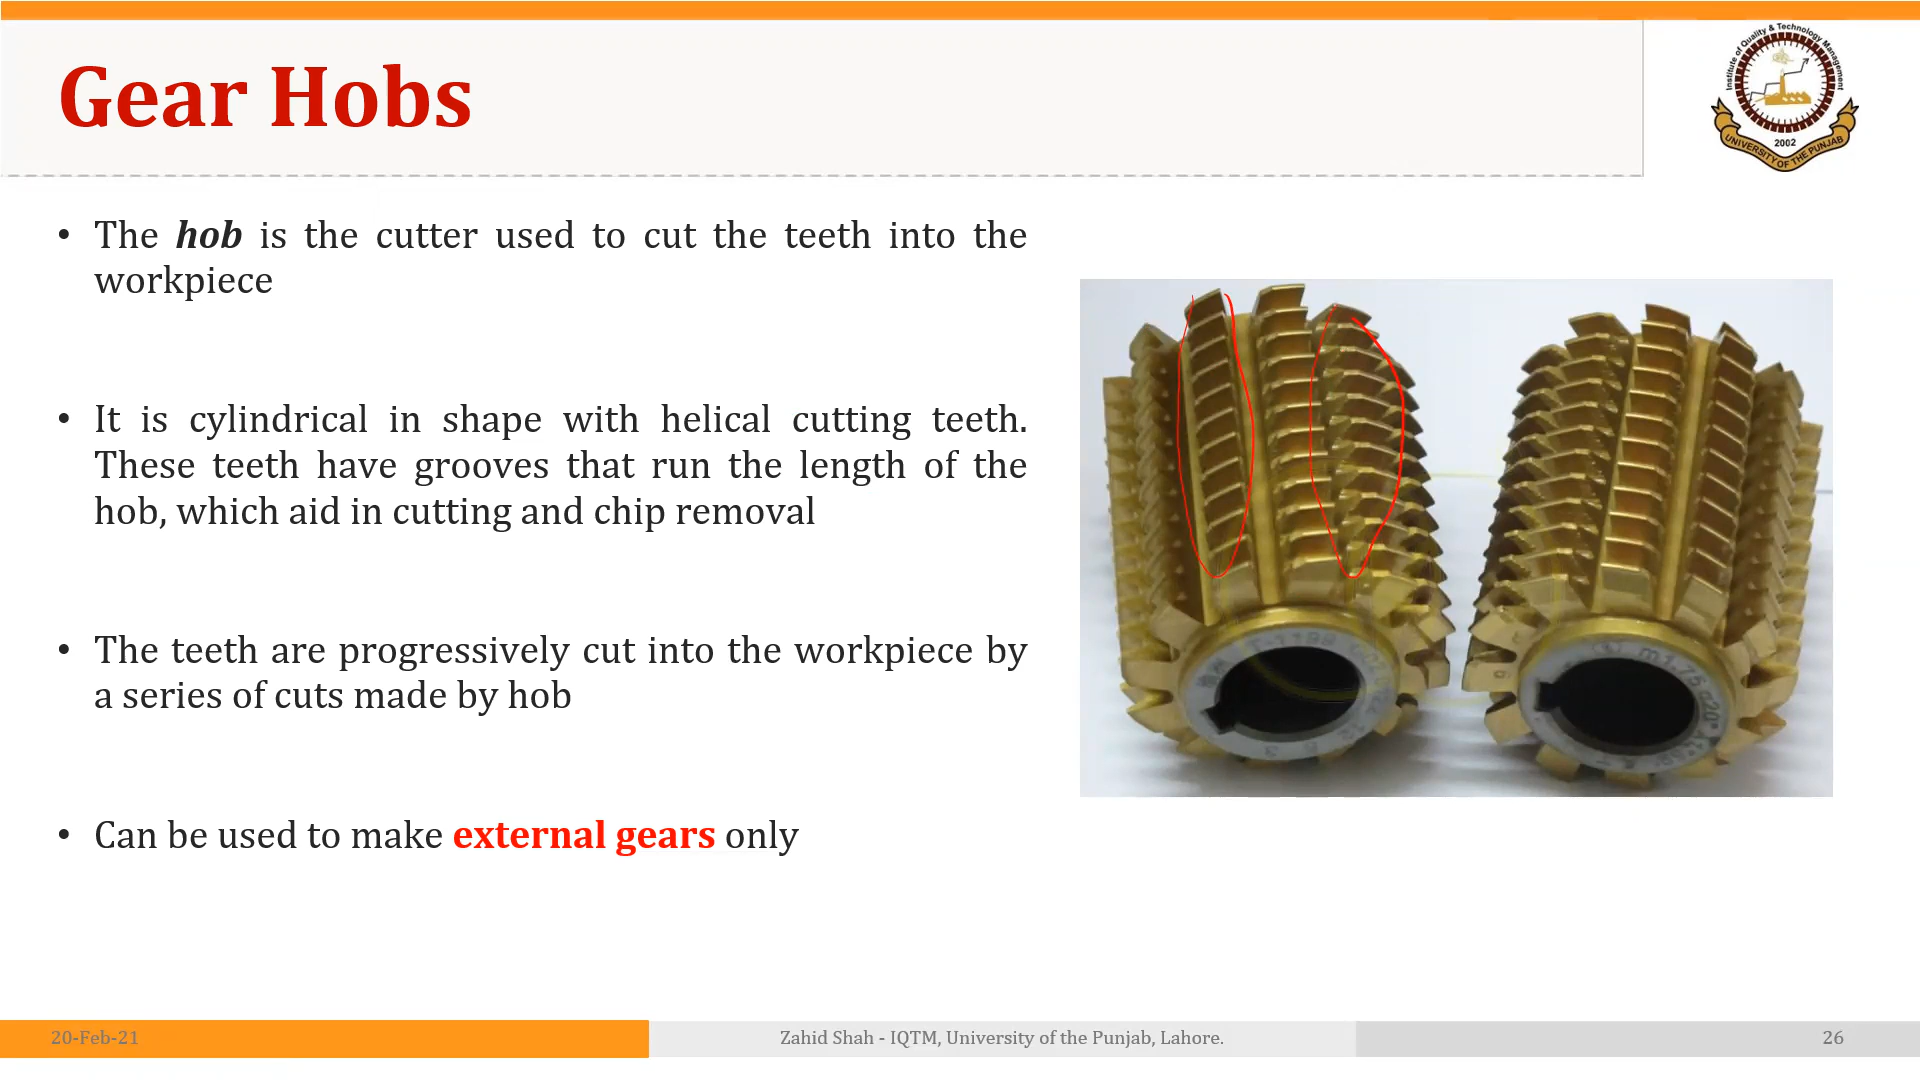 Gear Hobs
Institute of Quality & Technology Management
2002
UNIVERSITY OF THE PUNJAB
• The hob is the cutter used to cut the teeth into the
workpiece
• It is cylindrical in shape with helical cutting teeth.
These teeth have grooves that run the length of the
hob, which aid in cutting and chip removal
• The teeth are progressively cut into the workpiece by
a series of cuts made by hob
• Can be used to make external gears only
T-1198
m1.75 α20°
20-Feb-21
Zahid Shah - IQTM, University of the Punjab, Lahore.
26